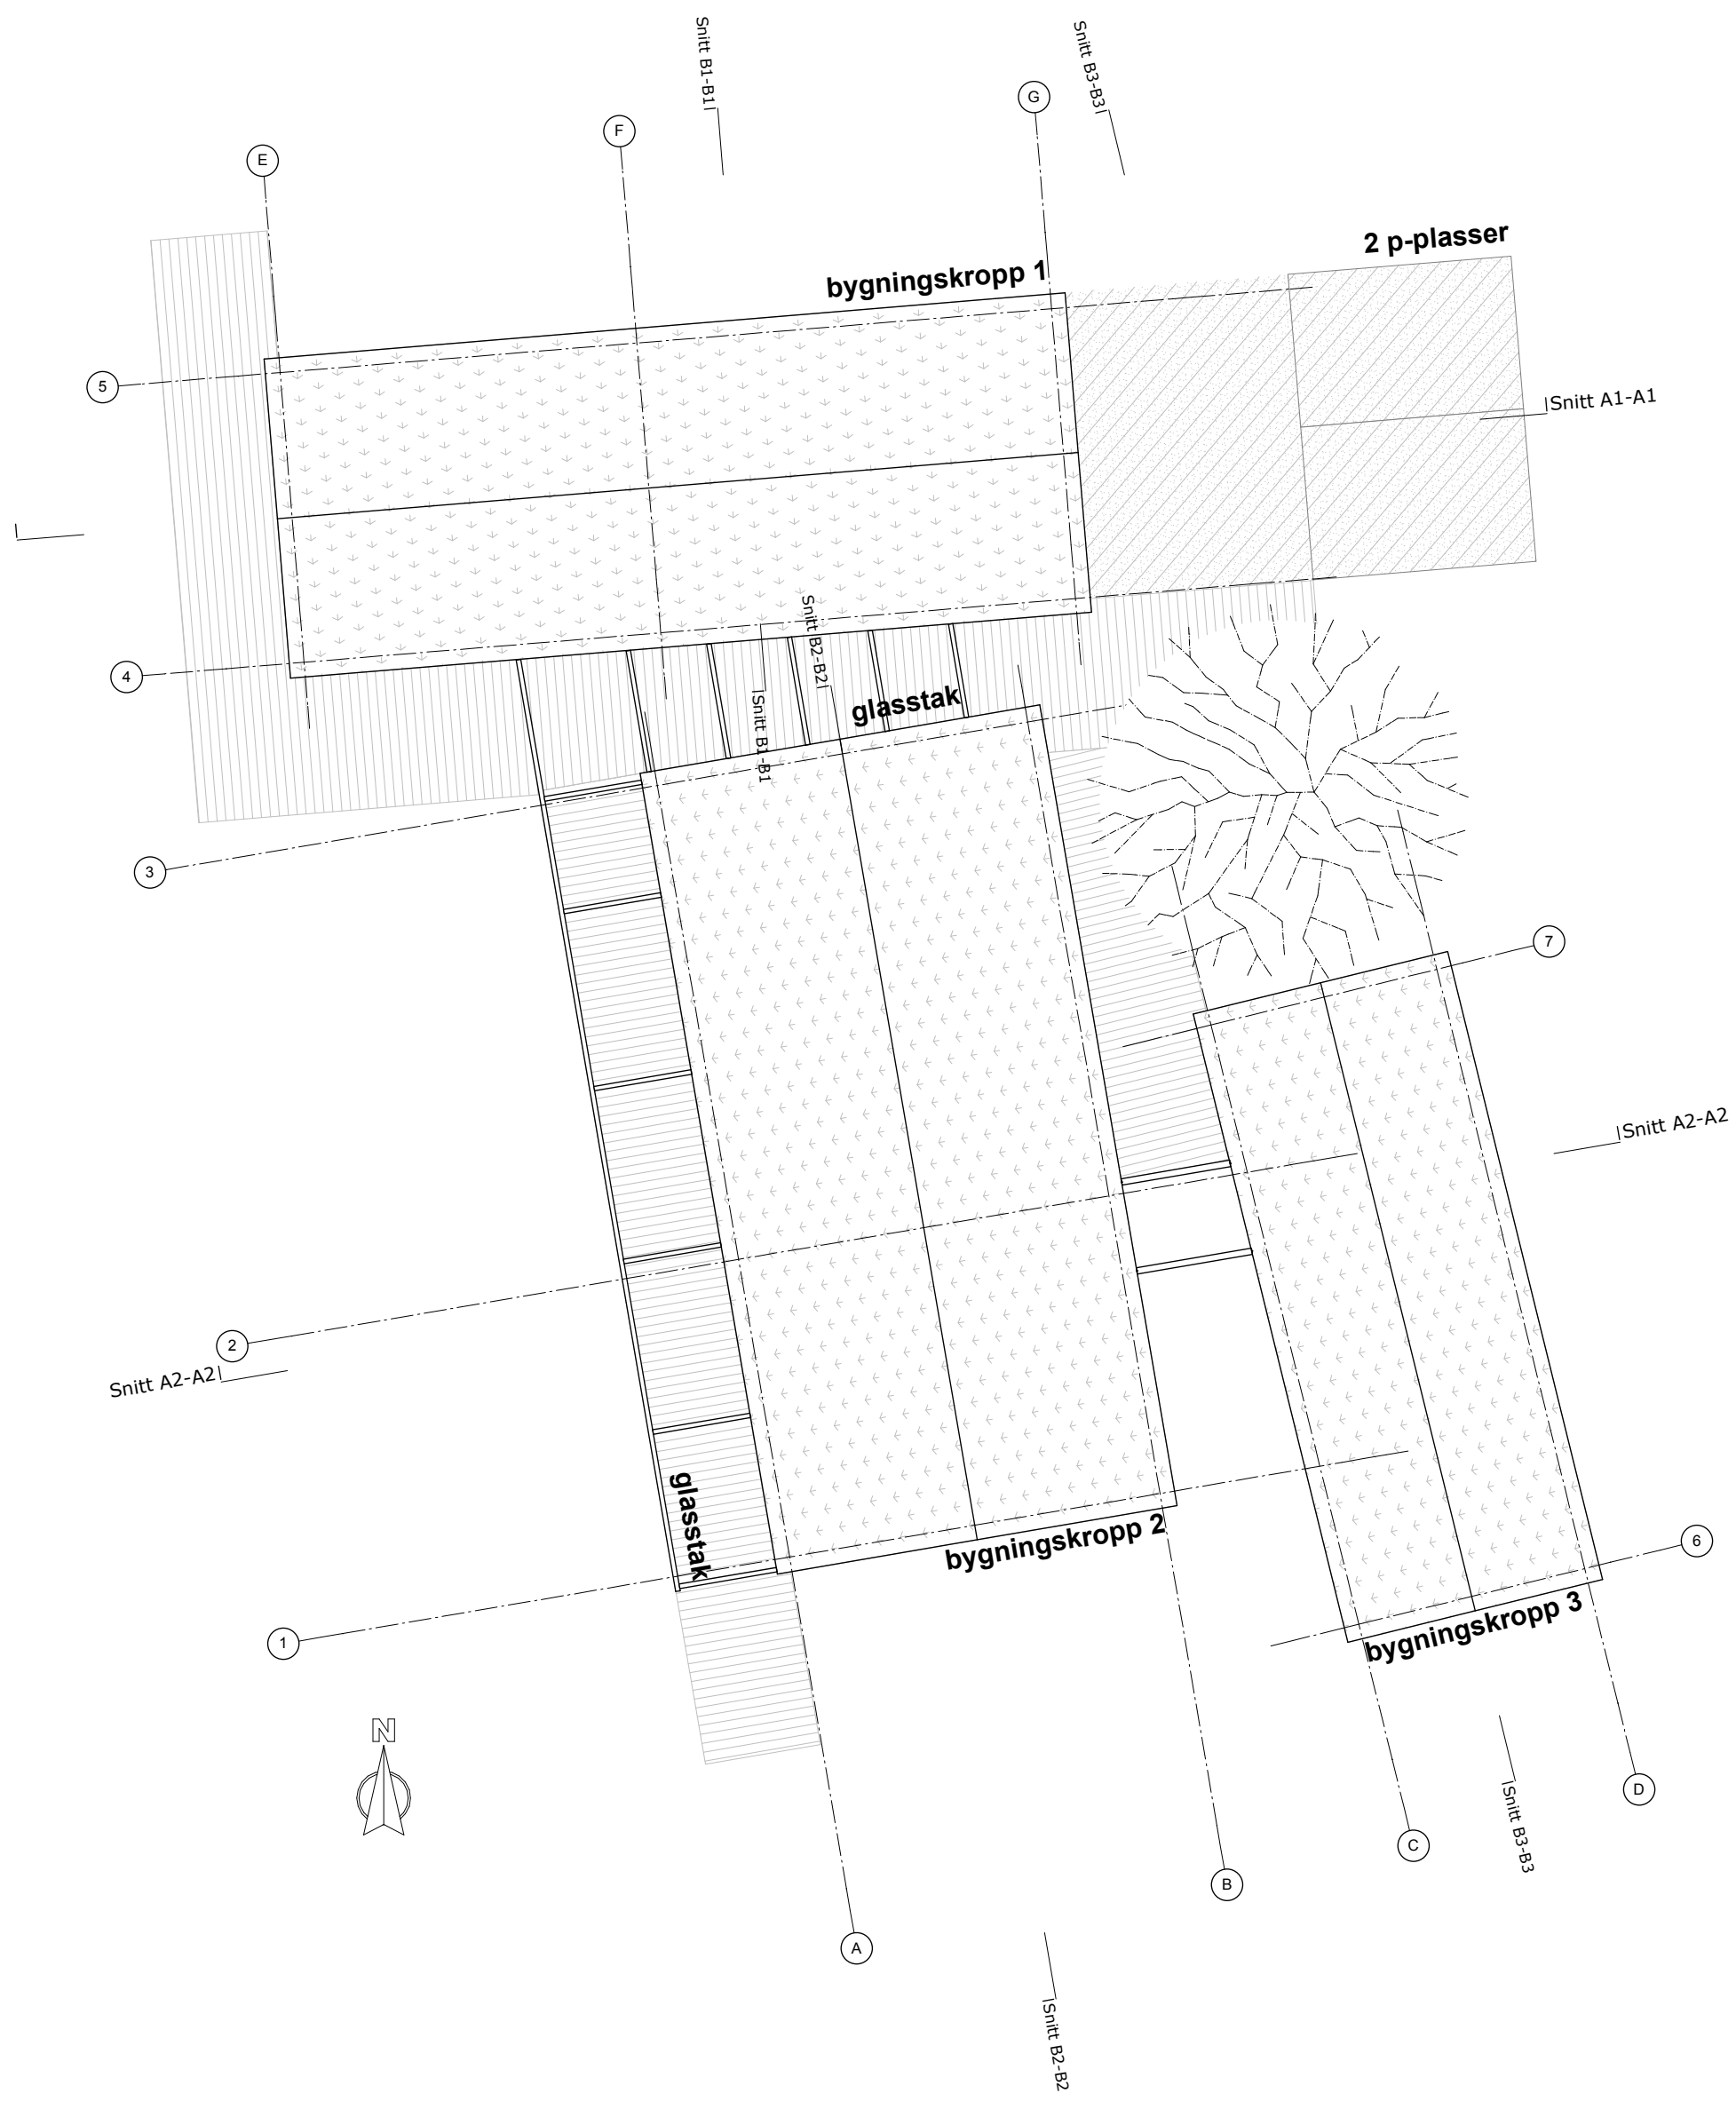 Snitt B1-B1
Snitt B3-B3
G
F
E
2 p-plasser
bygningskropp 1
5
Snitt A1-A1
Snitt B2-B2
4
glasstak
Snitt B1-B1
3
7
Snitt A2-A2
2
Snitt A2-A2
glasstak
bygningskropp 2
6
bygningskropp 3
1
N
D
Snitt B3-B3
C
B
A
Snitt B2-B2